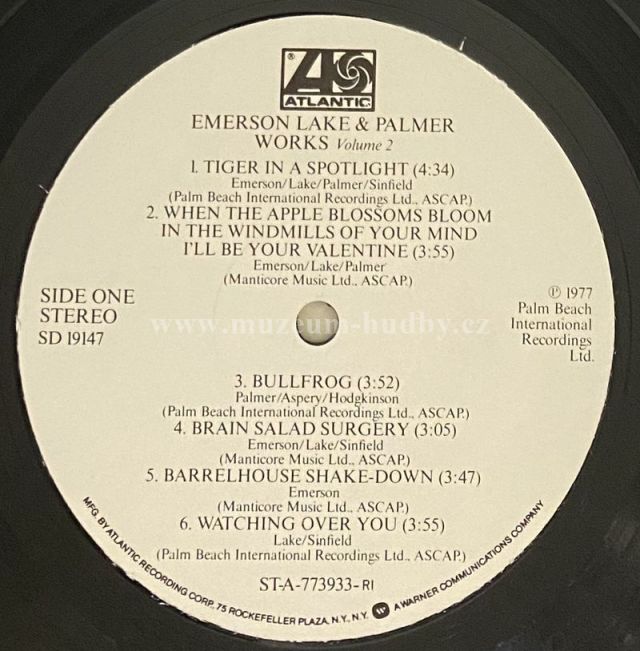 ® ATLANTIC
EMERSON LAKE & PALMER
WORKS Volume 2
1. TIGER IN A SPOTLIGHT (4:34)
Emerson/Lake/Palmer/Sinfield
(Palm Beach International Recordings Ltd., ASCAP.)
2. WHEN THE APPLE BLOSSOMS BLOOM
IN THE WINDMILLS OF YOUR MIND
I'LL BE YOUR VALENTINE (3:55)
Emerson/Lake/Palmer
(Manticore Music Ltd., ASCAP.)
SIDE ONE
STEREO
SD 19147
℗ 1977
Palm Beach
International
Recordings
Ltd.
www.muzeum-hudby.cz
3. BULLFROG (3:52)
Palmer/Aspery/Hodgkinson
(Palm Beach International Recordings Ltd., ASCAP.)
4. BRAIN SALAD SURGERY (3:05)
Emerson/Lake/Sinfield
(Manticore Music Ltd., ASCAP.)
5. BARRELHOUSE SHAKE-DOWN (3:47)
Emerson
(Manticore Music Ltd., ASCAP.)
6. WATCHING OVER YOU (3:55)
Lake/Sinfield
(Palm Beach International Recordings Ltd., ASCAP.)
ST-A-773933-RI
MFG. BY ATLANTIC RECORDING CORP., 75 ROCKEFELLER PLAZA, N.Y., N.Y. A WARNER COMMUNICATIONS COMPANY